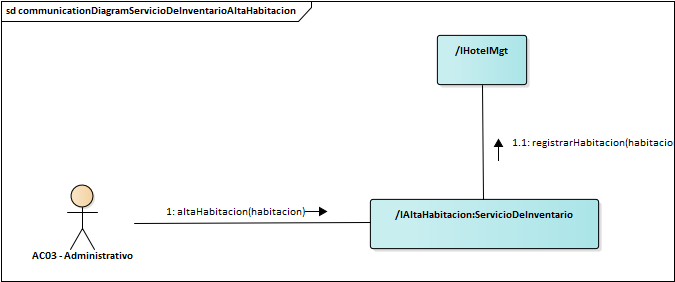 sd communicationDiagramServicioDeInventarioAltaHabitacion
/IHotelMgt
1.1: registrarHabitacion(habitacio
1: altaHabitacion(habitacion)
/IAltaHabitacion:ServicioDeInventario
AC03 - Administrativo